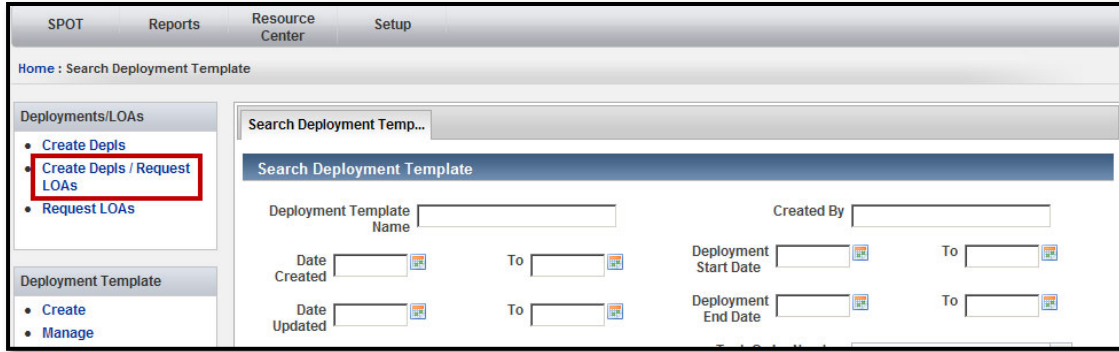 SPOT Reports Resource Center Setup
Home : Search Deployment Template
Deployments/LOAs
• Create Depls
• Create Depls / Request
LOAs
• Request LOAs
Deployment Template
• Create
• Manage
Search Deployment Temp...
Search Deployment Template
Deployment Template
Name
Created By
Date
Created
To
Deployment
Start Date
To
Date
Updated
To
Deployment
End Date
To